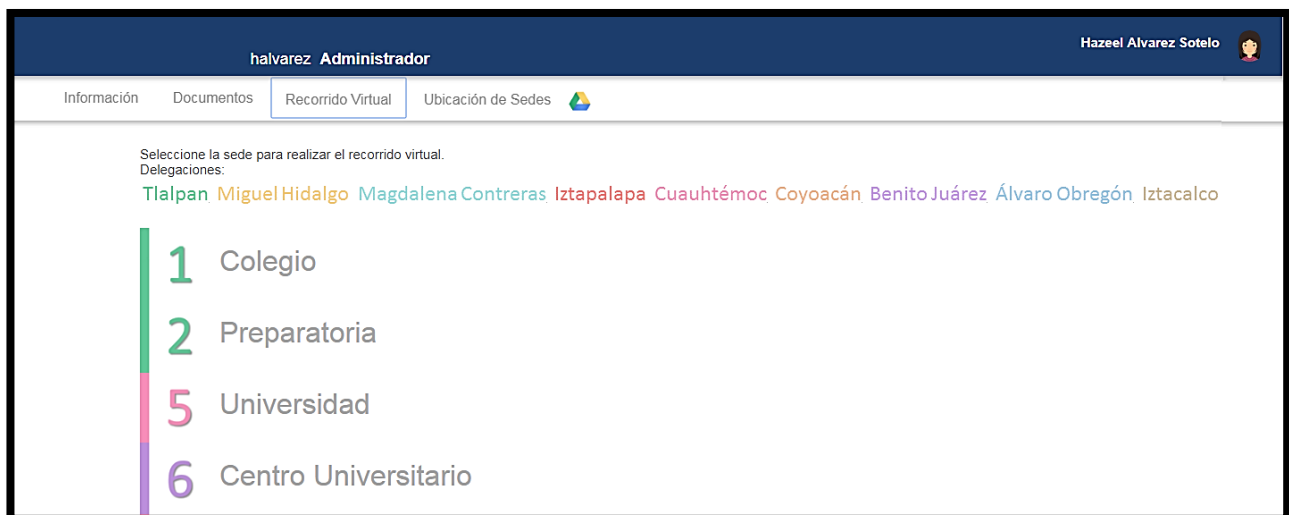 Hazeel Alvarez Sotelo
halvarez Administrador
Información Documentos Recorrido Virtual Ubicación de Sedes
Seleccione la sede para realizar el recorrido virtual.
Delegaciones:
Tlalpan Miguel Hidalgo Magdalena Contreras Iztapalapa Cuauhtémoc Coyoacán Benito Juárez Álvaro Obregón Iztacalco
1 Colegio
2 Preparatoria
5 Universidad
6 Centro Universitario